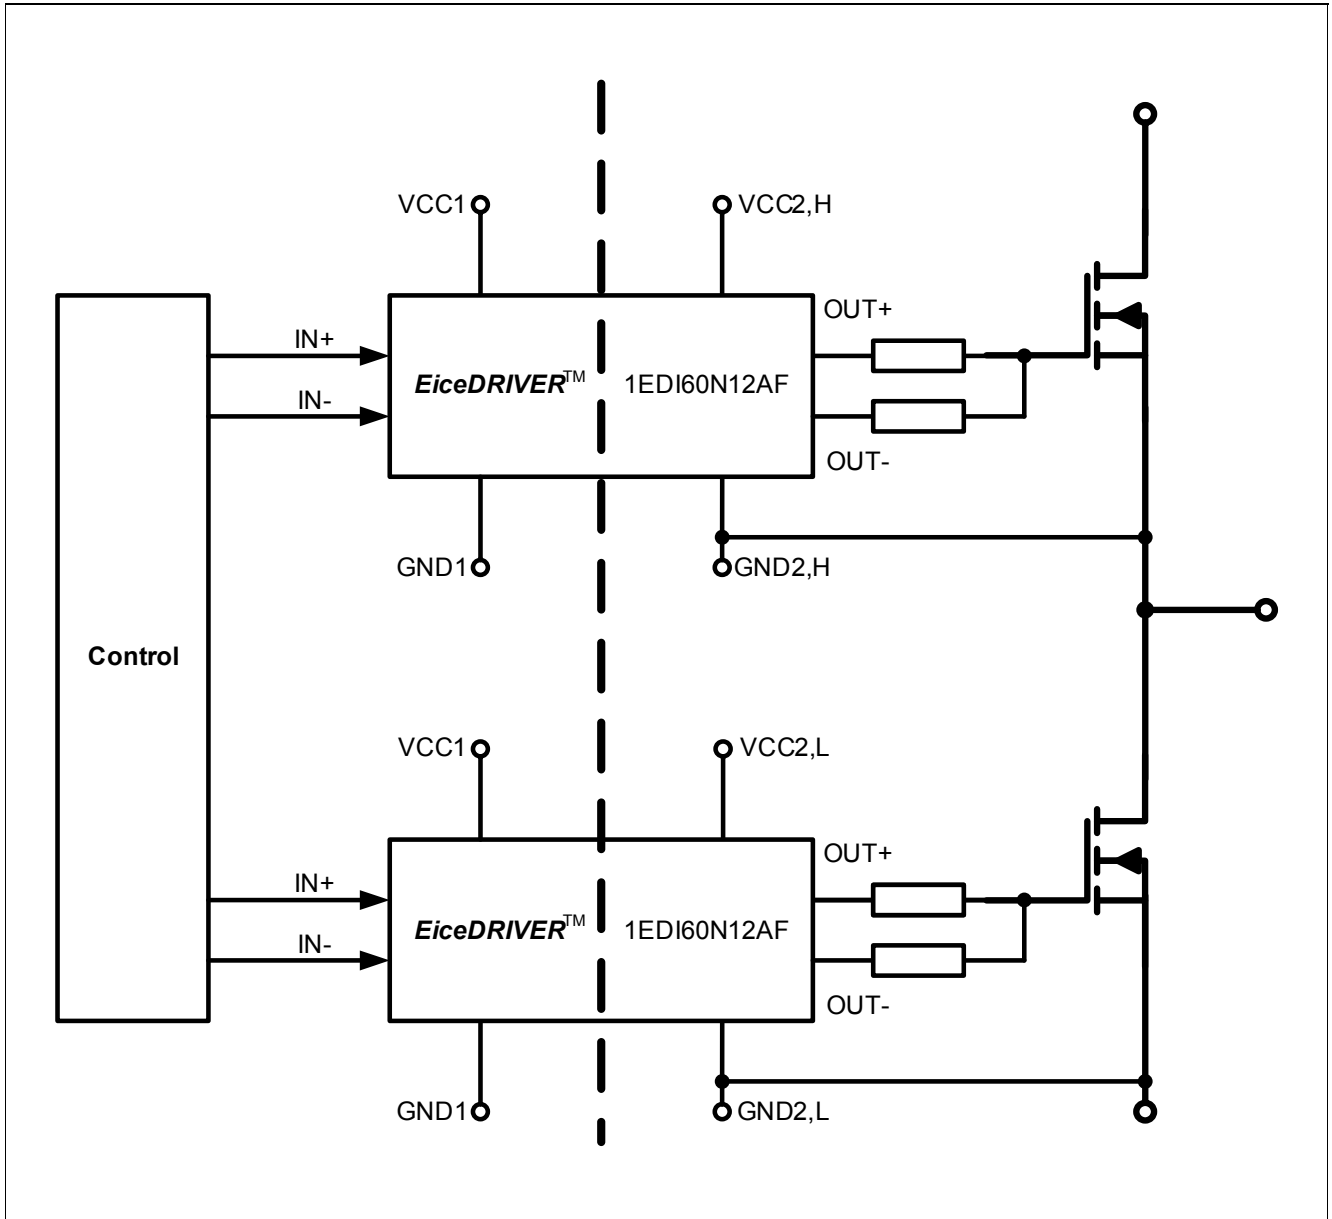 VCC1
VCC2,H
OUT+
IN+
EiceDRIVER™
1EDI60N12AF
IN-
OUT-
GND1
GND2,H
Control
VCC1
VCC2,L
OUT+
IN+
EiceDRIVER™
1EDI60N12AF
IN-
OUT-
GND1
GND2,L